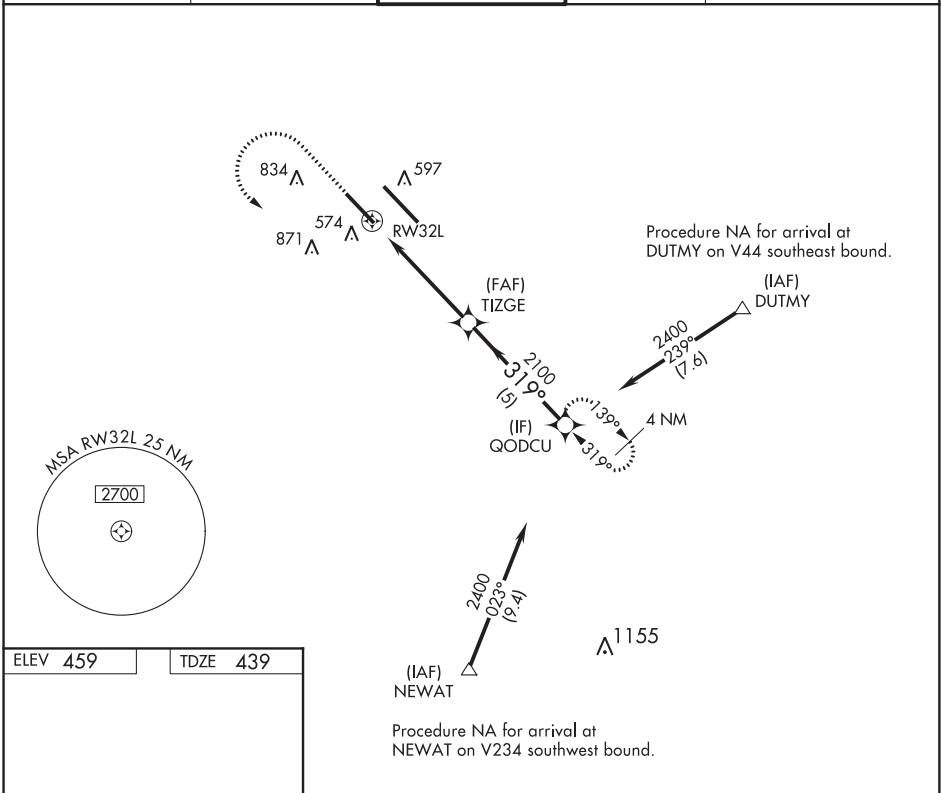 834
597
574
871
RW32L
Procedure NA for arrival at
DUTMY on V44 southeast bound.
(FAF)
TIZGE
(IAF)
DUTMY
2400
239°
(7.6)
2100
319°
(5)
(IF)
QODCU
139°
319°
4 NM
MSA RW32L 25 NM
2700
2400
023°
(9.4)
1155
(IAF)
NEWAT
Procedure NA for arrival at
NEWAT on V234 southwest bound.
ELEV 459
TDZE 439